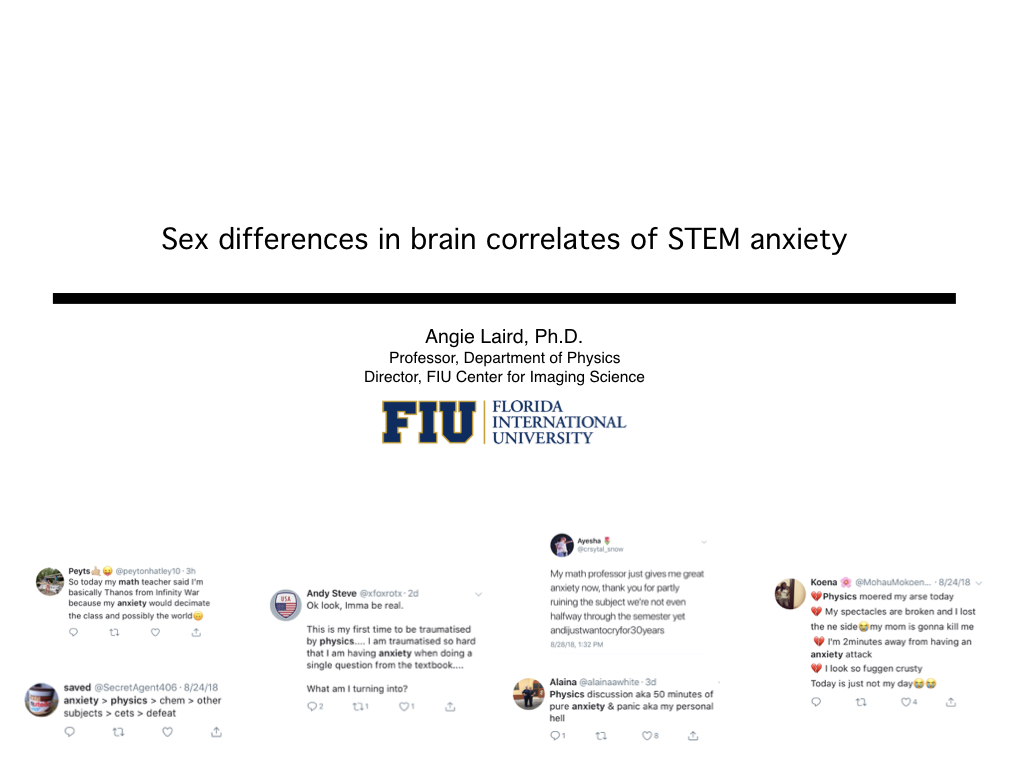 Sex differences in brain correlates of STEM anxiety
Angie Laird, Ph.D.
Professor, Department of Physics
Director, FIU Center for Imaging Science
FIU
FLORIDA
INTERNATIONAL
UNIVERSITY
Peyts🤙🏼😜 @peytonhatley10 · 3h
So today my math teacher said I'm
basically Thanos from Infinity War
because my anxiety would decimate
the class and possibly the world😊
saved @SecretAgent406 · 8/24/18
anxiety > physics > chem > other
subjects > cets > defeat
USA
Andy Steve @xfoxrotx · 2d
Ok look, Imma be real.
This is my first time to be traumatised
by physics.... I am traumatised so hard
that I am having anxiety when doing a
single question from the textbook....
What am I turning into?
2 1 1
Ayesha 🌹
@crsytal_snow
My math professor just gives me great
anxiety now, thank you for partly
ruining the subject we're not even
halfway through the semester yet
andijustwantocryfor30years
8/28/18, 1:32 PM
Alaina @alainaawhite · 3d
Physics discussion aka 50 minutes of
pure anxiety & panic aka my personal
hell
1 8
Koena 🌸 @MohauMokoen... · 8/24/18
💔Physics moered my arse today
💔 My spectacles are broken and I lost
the ne side😭my mom is gonna kill me
💔 I'm 2minutes away from having an
anxiety attack
💔 I look so fuggen crusty
Today is just not my day😭😭
4